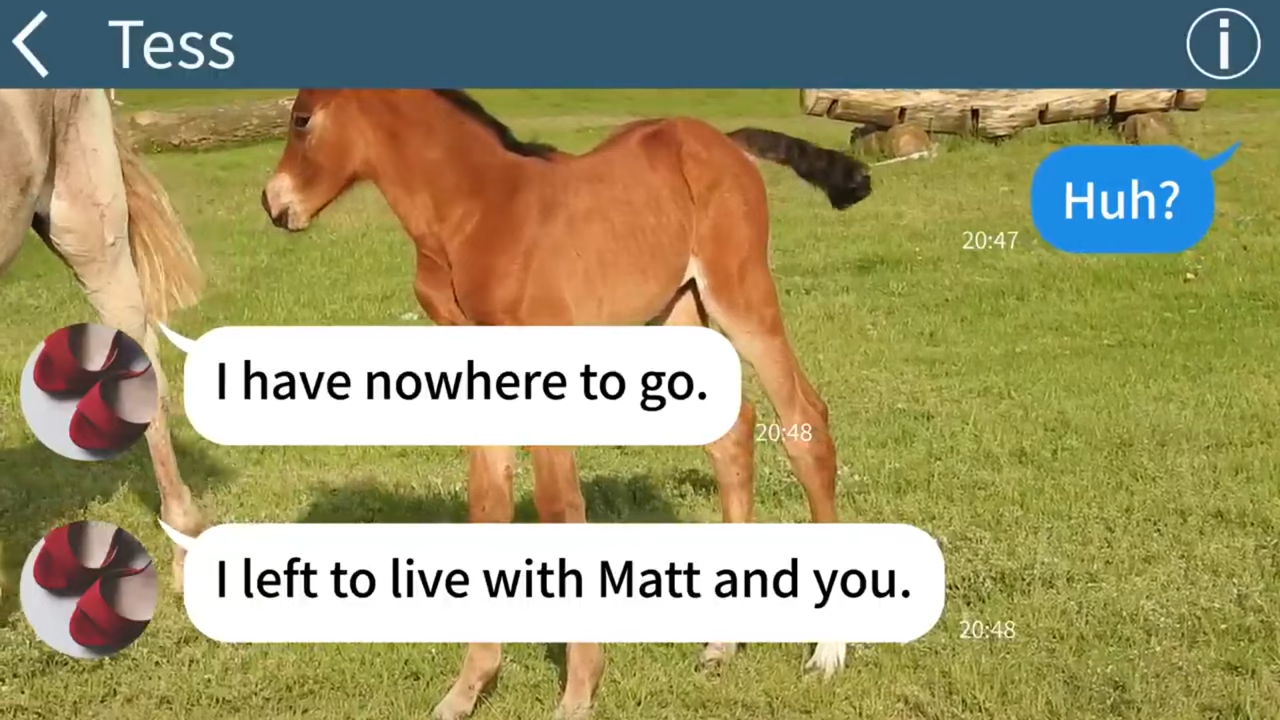 Tess
Huh?
20:47
I have nowhere to go.
20:48
I left to live with Matt and you.
20:48